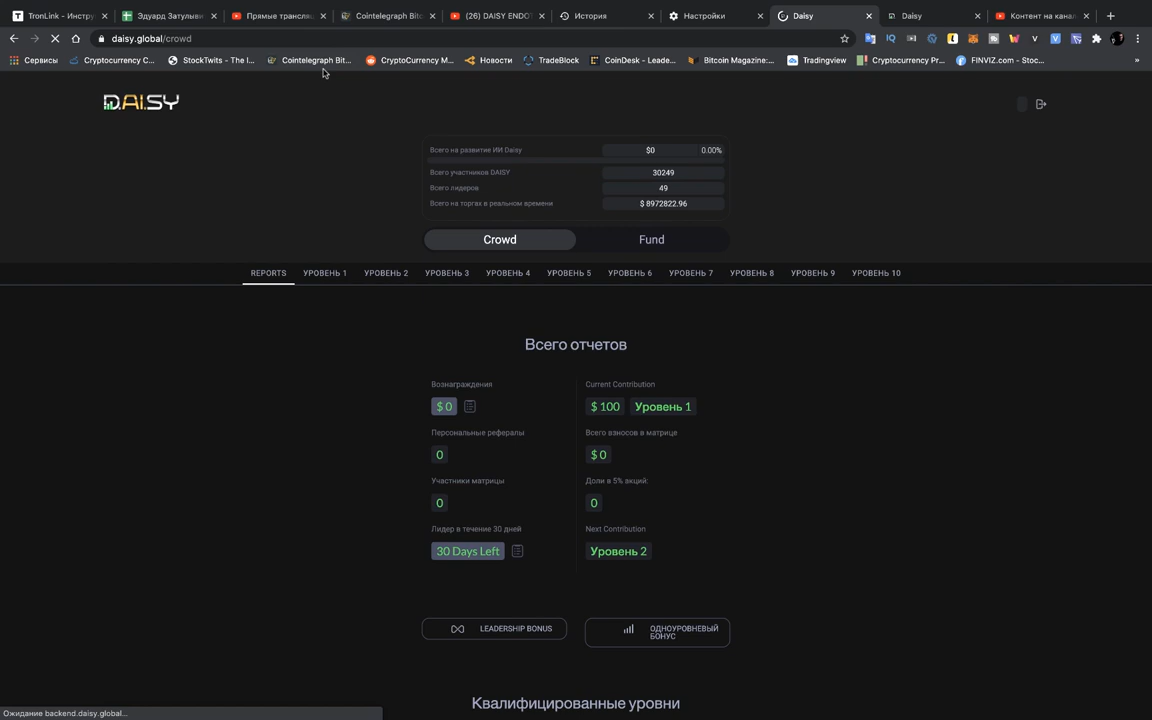 TronLink - Инстру
Эдуард Затуływи
Прямые трансляц
Cointelegraph Bit
(26) DAISY ENDO
История
Настройки
Daisy
Daisy
Контент на канал
daisy.global/crowd
Сервисы
Cryptocurrency C...
StockTwits - The I...
Cointelegraph Bit...
CryptoCurrency M...
Новости
TradeBlock
CoinDesk - Leade...
Bitcoin Magazine:...
Tradingview
Cryptocurrency Pr...
FINVIZ.com - Stoc...
»
D.AI.SY
Всего на развитие ИИ Daisy $0 0.00%
Всего участников DAISY 30249
Всего лидеров 49
Всего на торгах в реальном времени $ 8972822.96
Crowd Fund
REPORTS УРОВЕНЬ 1 УРОВЕНЬ 2 УРОВЕНЬ 3 УРОВЕНЬ 4 УРОВЕНЬ 5 УРОВЕНЬ 6 УРОВЕНЬ 7 УРОВЕНЬ 8 УРОВЕНЬ 9 УРОВЕНЬ 10
Всего отчетов
Вознаграждения
$ 0
Персональные рефералы
0
Участники матрицы
0
Лидер в течение 30 дней
30 Days Left
Current Contribution
$ 100 Уровень 1
Всего взносов в матрице
$ 0
Доли в 5% акций:
0
Next Contribution
Уровень 2
LEADERSHIP BONUS
ОДНОУРОВНЕВЫЙ
БОНУС
Квалифицированные уровни
Ожидание backend.daisy.global...